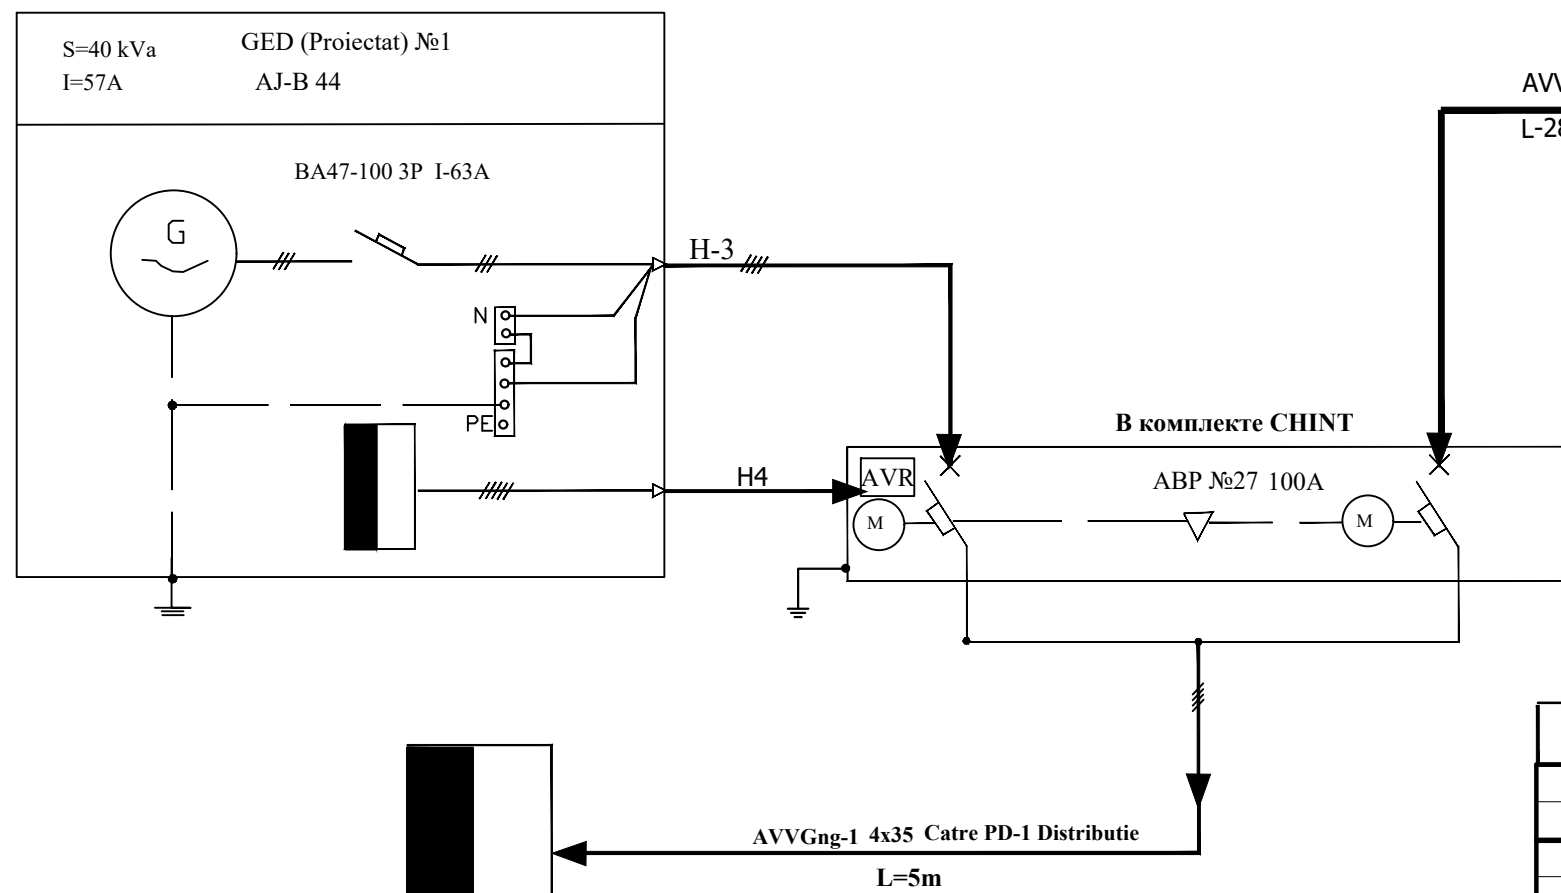 S=40 kVa
GED (Proiectat) №1
I=57A
AJ-B 44
BA47-100 3P I-63A
G
H-3
N
PE
H4
В комплекте CHINT
AVR
АВР №27 100A
M
M
AVVGng-1 4x35 Catre PD-1 Distributie
L=5m